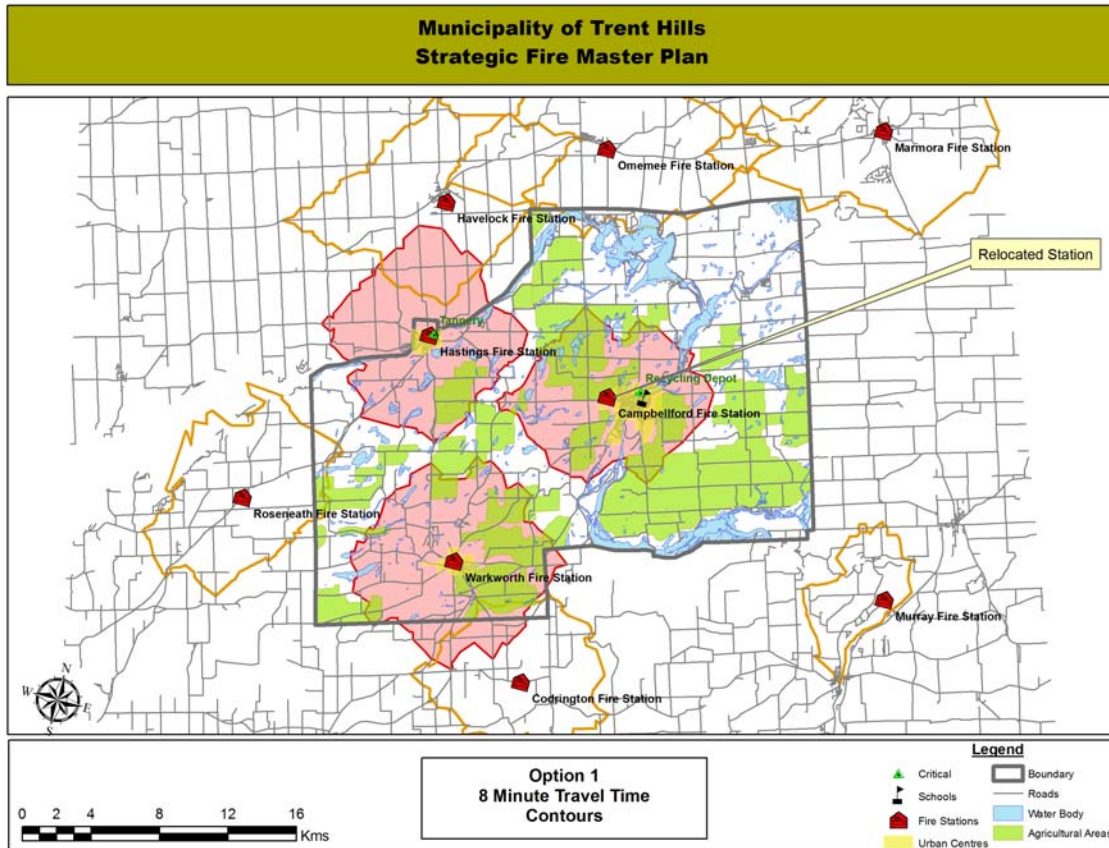 Municipality of Trent Hills
Strategic Fire Master Plan
Marmora Fire Station
Omemee Fire Station
Havelock Fire Station
Relocated Station
Tannery
Hastings Fire Station
Recycling Depot
Campbellford Fire Station
Roseneath Fire Station
Warkworth Fire Station
Murray Fire Station
Codrington Fire Station
N
W
E
S
0 2 4 8 12 16
Kms
Option 1
8 Minute Travel Time
Contours
Legend
Critical
Schools
Fire Stations
Urban Centres
Boundary
Roads
Water Body
Agricultural Areas